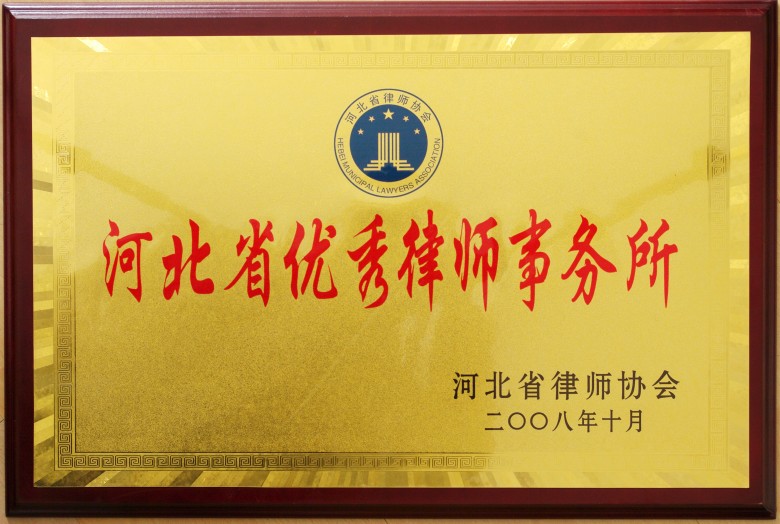 河北省律师协会
HEBEI MUNICIPAL LAWYERS ASSOCIATION
河北省优秀律师事务所
河北省律师协会
二〇〇八年十月